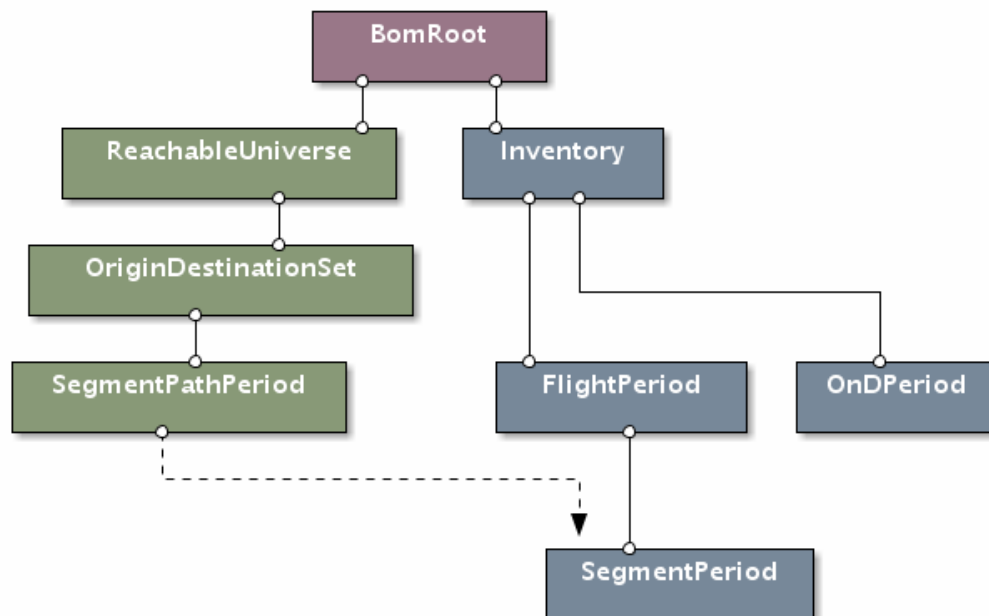 BomRoot
ReachableUniverse
Inventory
OriginDestinationSet
SegmentPathPeriod
FlightPeriod
OnDPeriod
SegmentPeriod